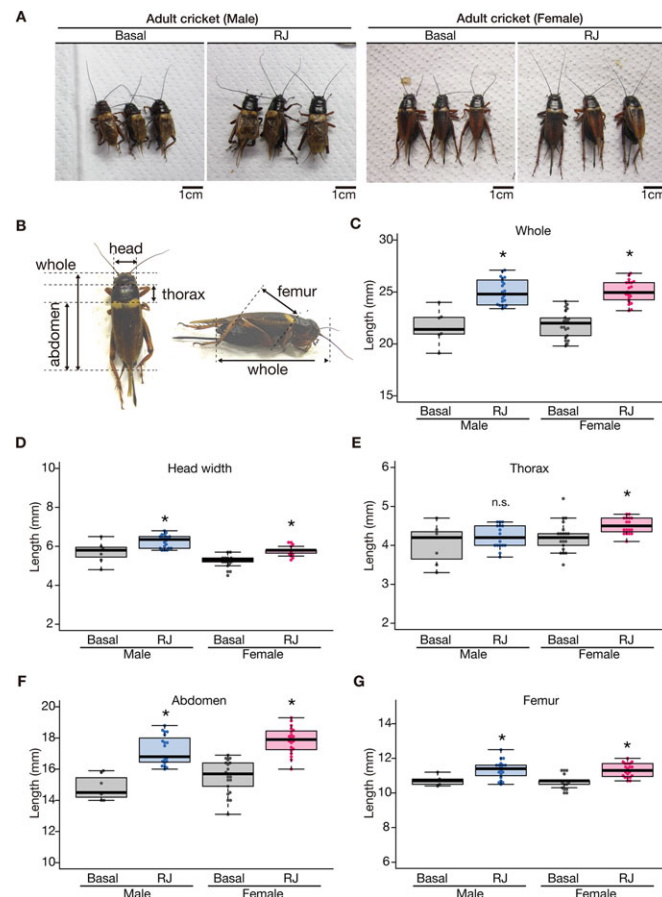 A
Adult cricket (Male)
Adult cricket (Female)
Basal RJ Basal RJ
1cm 1cm 1cm 1cm
B
head
whole
thorax
abdomen
femur
whole
C
Whole
Length (mm)
30
25
21
15
* *
Basal RJ Basal RJ
Male Female
D
Head width
Length (mm)
10
8
6
4
2
* *
Basal RJ Basal RJ
Male Female
E
Thorax
Length (mm)
6
5
4
3
2
n.s. *
Basal RJ Basal RJ
Male Female
F
Abdomen
Length (mm)
20
18
16
14
12
10
* *
Basal RJ Basal RJ
Male Female
G
Femur
Length (mm)
14
12
10
8
6
* *
Basal RJ Basal RJ
Male Female